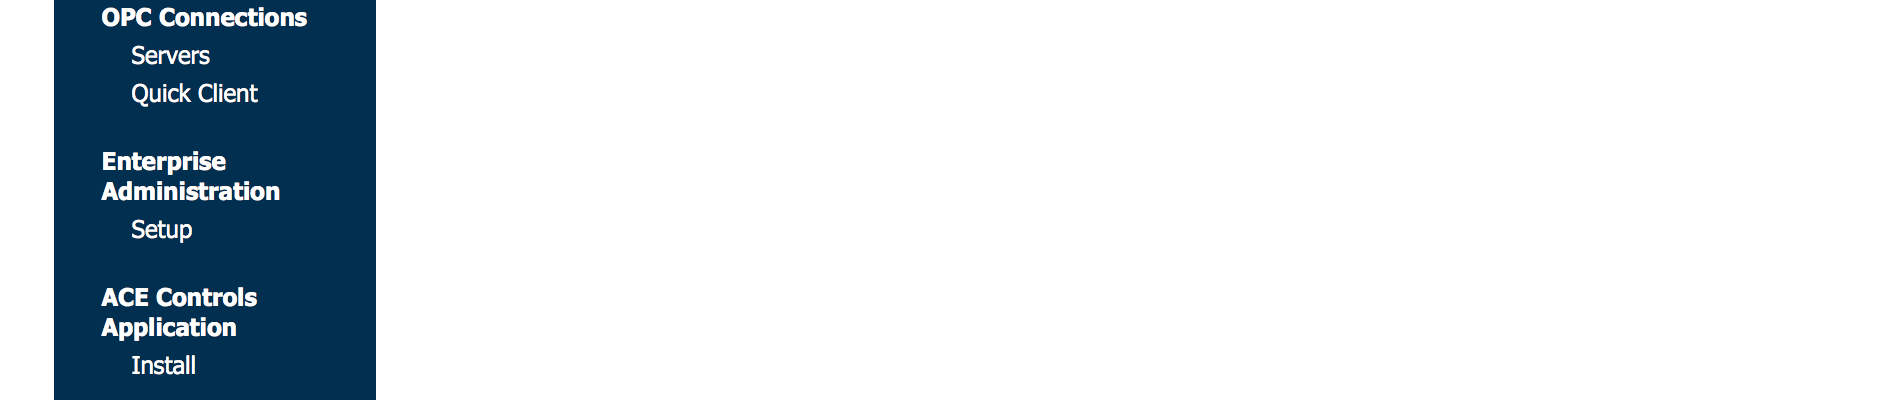 OPC Connections
Servers
Quick Client
Enterprise
Administration
Setup
ACE Controls
Application
Install